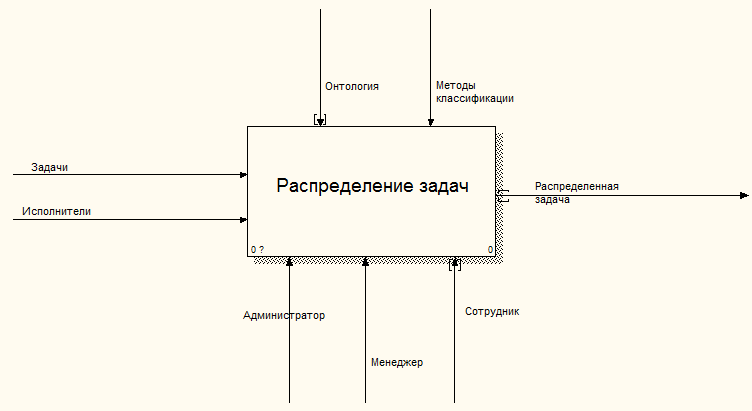 Онтология
Методы
классификации
Задачи
Исполнители
Распределение задач
Распределенная
задача
0 ?
0
Администратор
Сотрудник
Менеджер